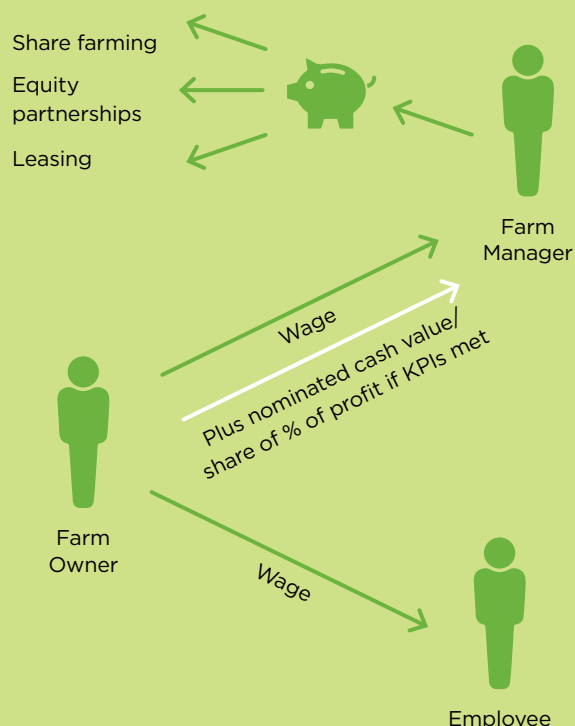 Share farming
Equity
partnerships
Leasing
Farm
Manager
Wage
Plus nominated cash value/
share of % of profit if KPIs met
Farm
Owner
Wage
Employee